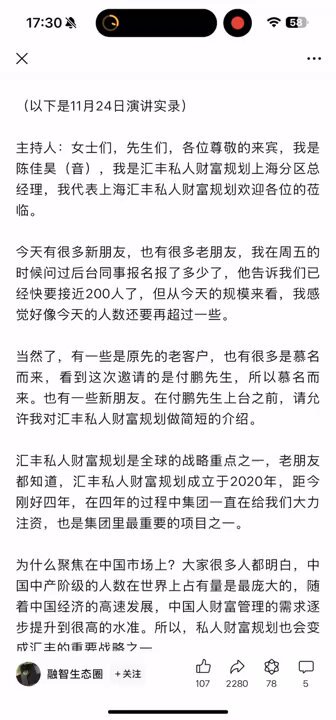 17:30
58
（以下是11月24日演讲实录）
主持人：女士们，先生们，各位尊敬的来宾，我是
陈佳昊（音），我是汇丰私人财富规划上海分区总
经理，我代表上海汇丰私人财富规划欢迎各位的莅
临。
今天有很多新朋友，也有很多老朋友，我在周五的
时候问过后台同事报名报了多少了，他告诉我们已
经快要接近200人了，但从今天的规模来看，我感
觉好像今天的人数还要再超过一些。
当然了，有一些是原先的老客户，也有很多是慕名
而来，看到这次邀请的是付鹏先生，所以慕名而
来。也有一些新朋友。在付鹏先生上台之前，请允
许我对汇丰私人财富规划做简短的介绍。
汇丰私人财富规划是全球的战略重点之一，老朋友
都知道，汇丰私人财富规划成立于2020年，距今
刚好四年，在四年的过程中集团一直在给我们大力
注资，也是集团里最重要的项目之一。
为什么聚焦在中国市场上？大家很多人都明白，中国
中产阶级的人数在世界上占有量是最庞大的，随
着中国经济的高速发展，中国人财富管理的需求逐
步提升到很高的水准。所以，私人财富规划也会变
成汇丰的重要战略之一
融智生态圈
+关注
107
2280
78
5